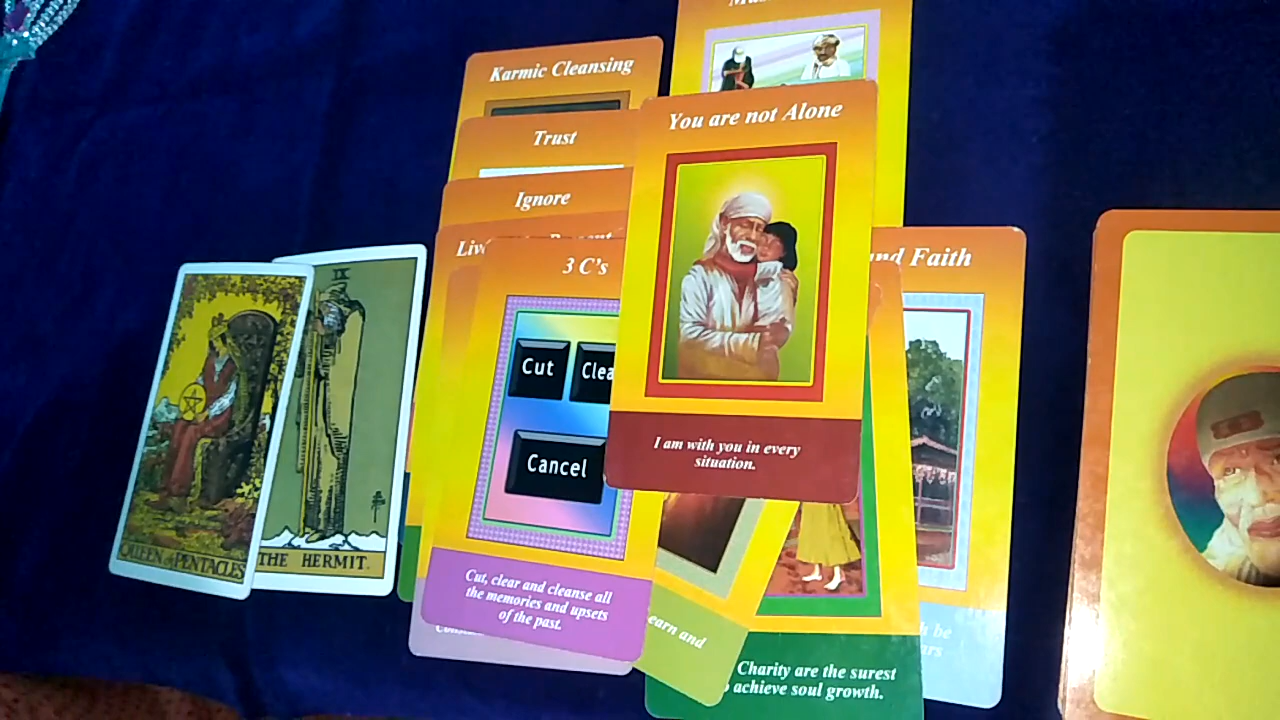 Karmic Cleansing
Trust
Ignore
3 C's
Cut
Cancel
Cut, clear and cleanse all
the memories and upsets
of the past.
You are not Alone
I am with you in every
situation.
Faith
and
Charity are the surest
achieve soul growth.
be
IX
QUEEN of PENTACLES
THE HERMIT.